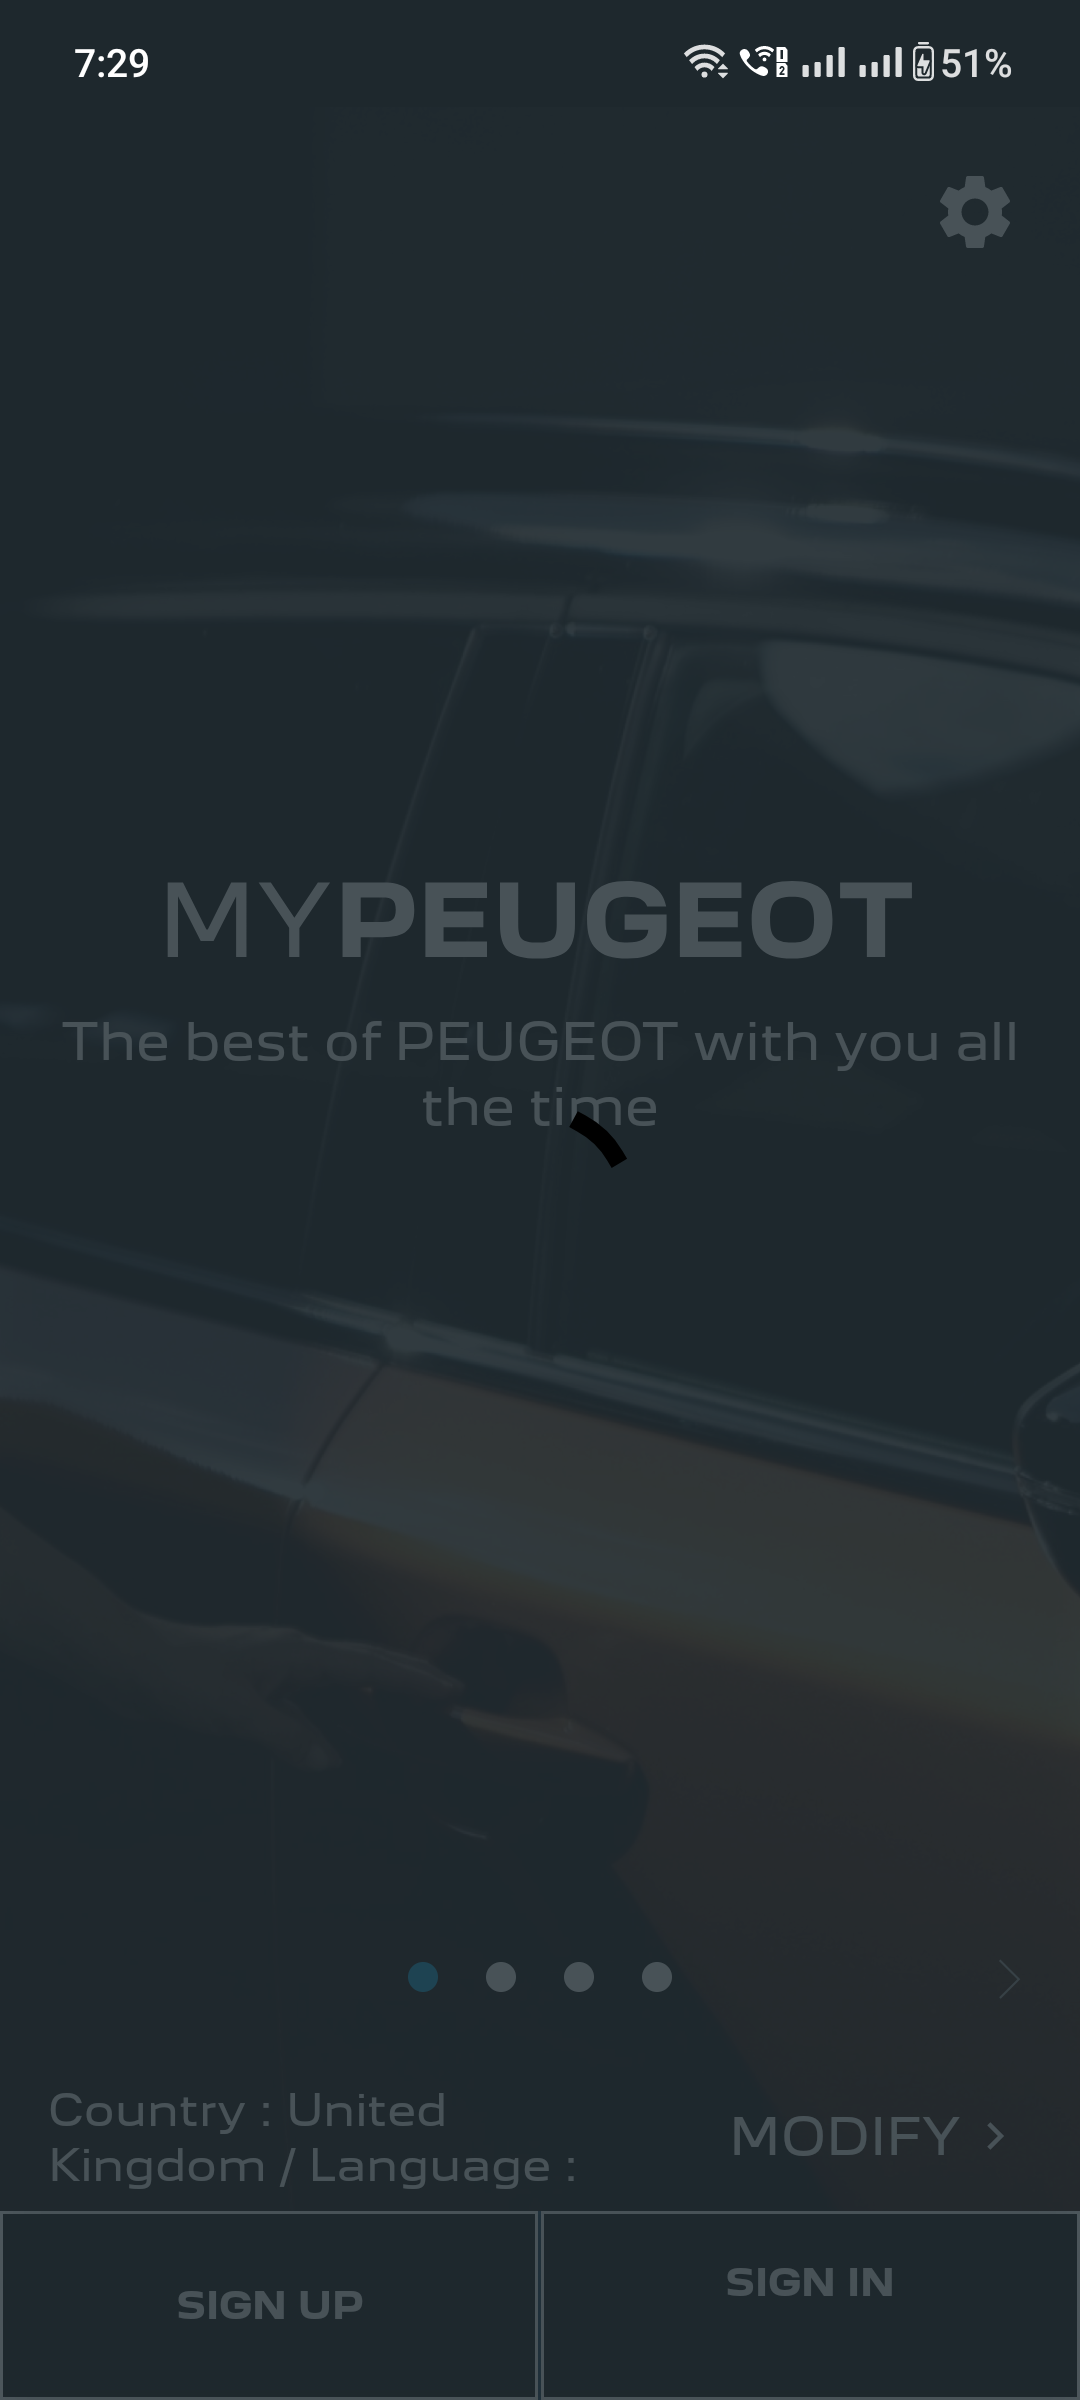 7:29
51%
MYPEUGEOT
The best of PEUGEOT with you all
the time
Country : United
Kingdom / Language :
MODIFY
SIGN UP
SIGN IN